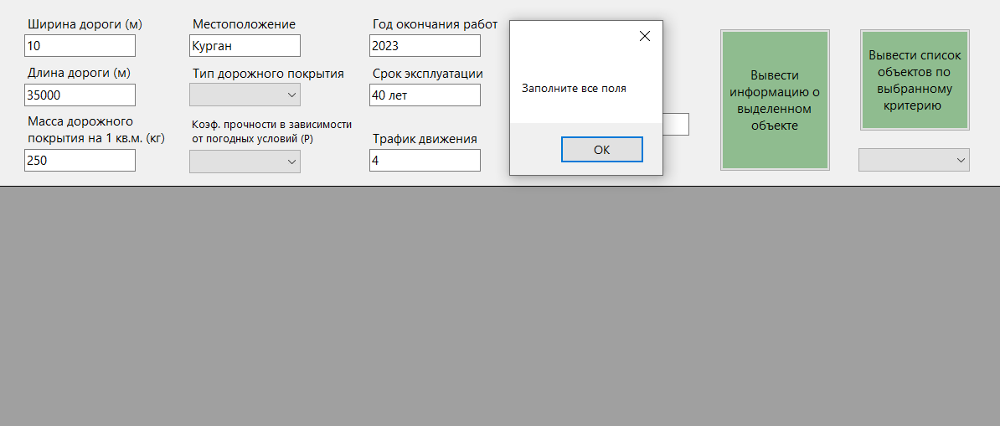 Ширина дороги (м)
10
Длина дороги (м)
35000
Масса дорожного
покрытия на 1 кв.м. (кг)
250
Местоположение
Курган
Тип дорожного покрытия
Коэф. прочности в зависимости
от погодных условий (P)
Год окончания работ
2023
Срок эксплуатации
40 лет
Трафик движения
4
Заполните все поля
ОК
Вывести
информацию о
выделенном
объекте
Вывести список
объектов по
выбранному
критерию